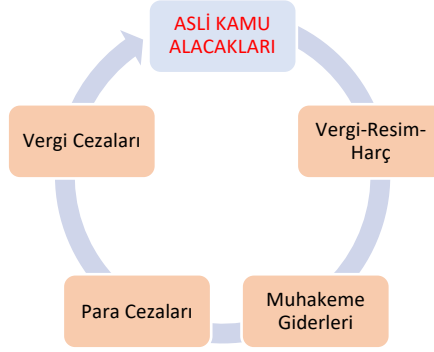 ASLİ KAMU
ALACAKLARI
Vergi-Resim-
Harç
Muhakeme
Giderleri
Para Cezaları
Vergi Cezaları